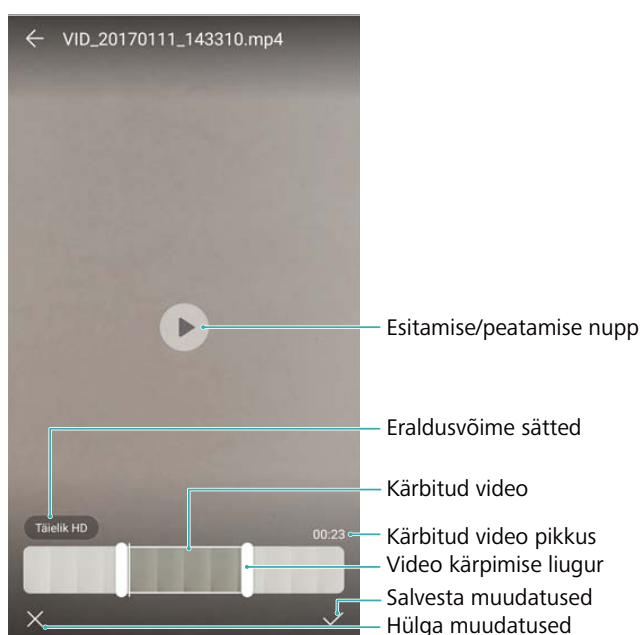 VID_20170111_143310.mp4
Esitamise/peatamise nupp
Eraldusvõime sätted
Kärbitud video
Täielik HD
00:23
Kärbitud video pikkus
Video kärpimise liugur
Salvesta muudatused
Hülga muudatused